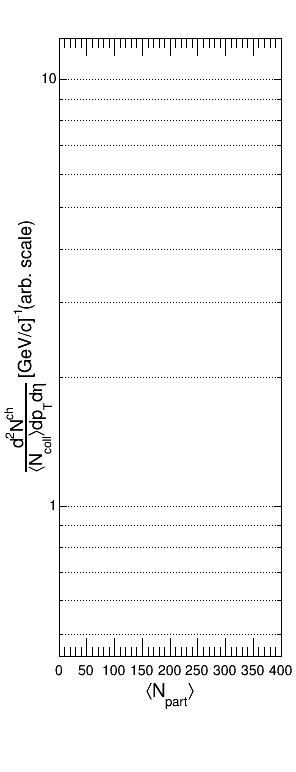 10
1
d²N^ch
⟨N_coll⟩dp_T dη
[GeV/c]⁻¹(arb. scale)
0 50 100 150 200 250 300 350 400
⟨N_part⟩